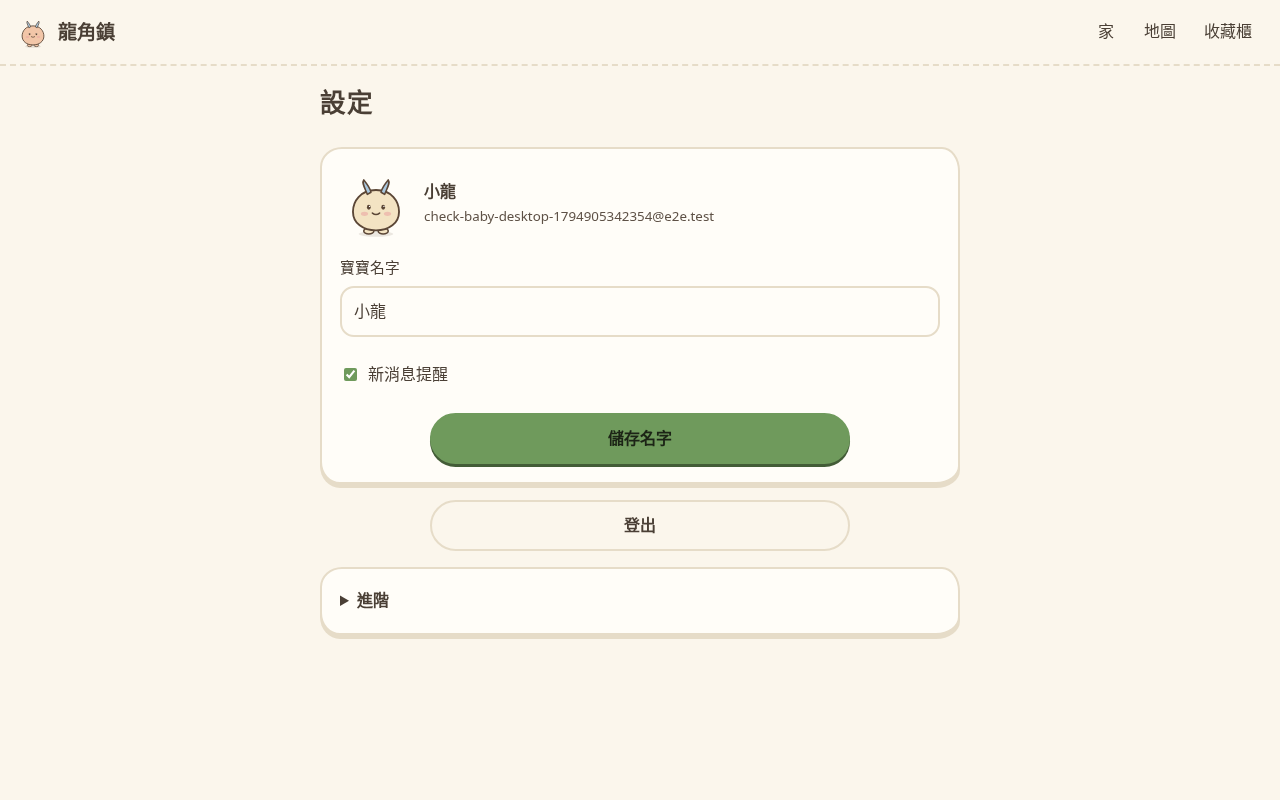 龍角鎮
家
地圖
收藏櫃
設定
小龍
check-baby-desktop-1794905342354@e2e.test
寶寶名字
小龍
新消息提醒
儲存名字
登出
進階